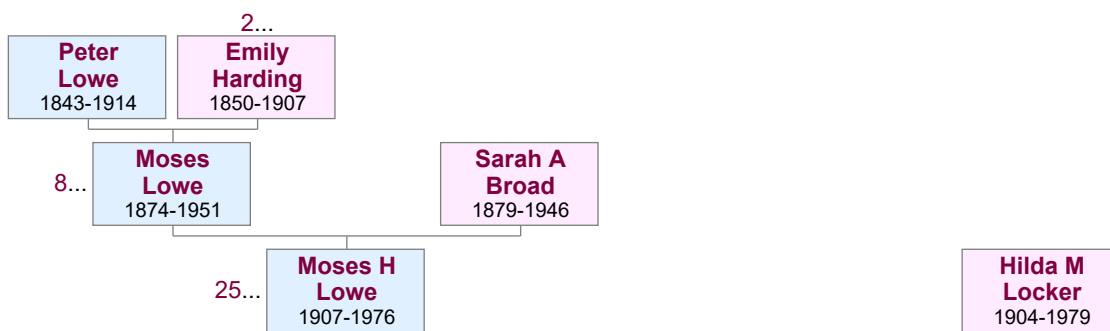 2...
Peter
Lowe
1843-1914
Emily
Harding
1850-1907
8...
Moses
Lowe
1874-1951
Sarah A
Broad
1879-1946
25...
Moses H
Lowe
1907-1976
Hilda M
Locker
1904-1979